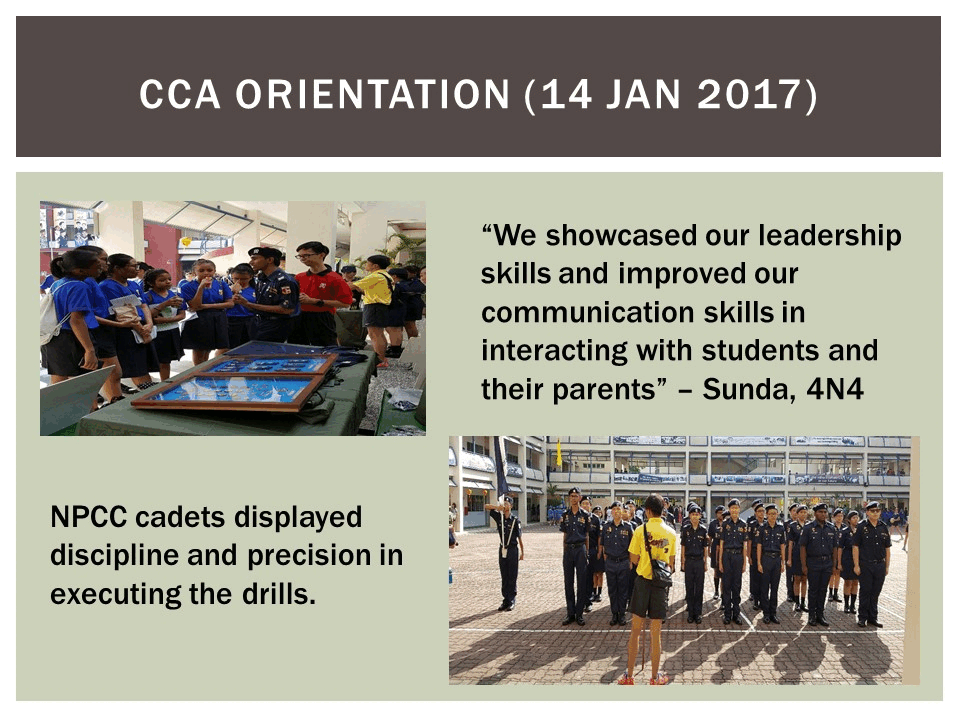 CCA ORIENTATION (14 JAN 2017)
“We showcased our leadership
skills and improved our
communication skills in
interacting with students and
their parents” – Sunda, 4N4
NPCC cadets displayed
discipline and precision in
executing the drills.